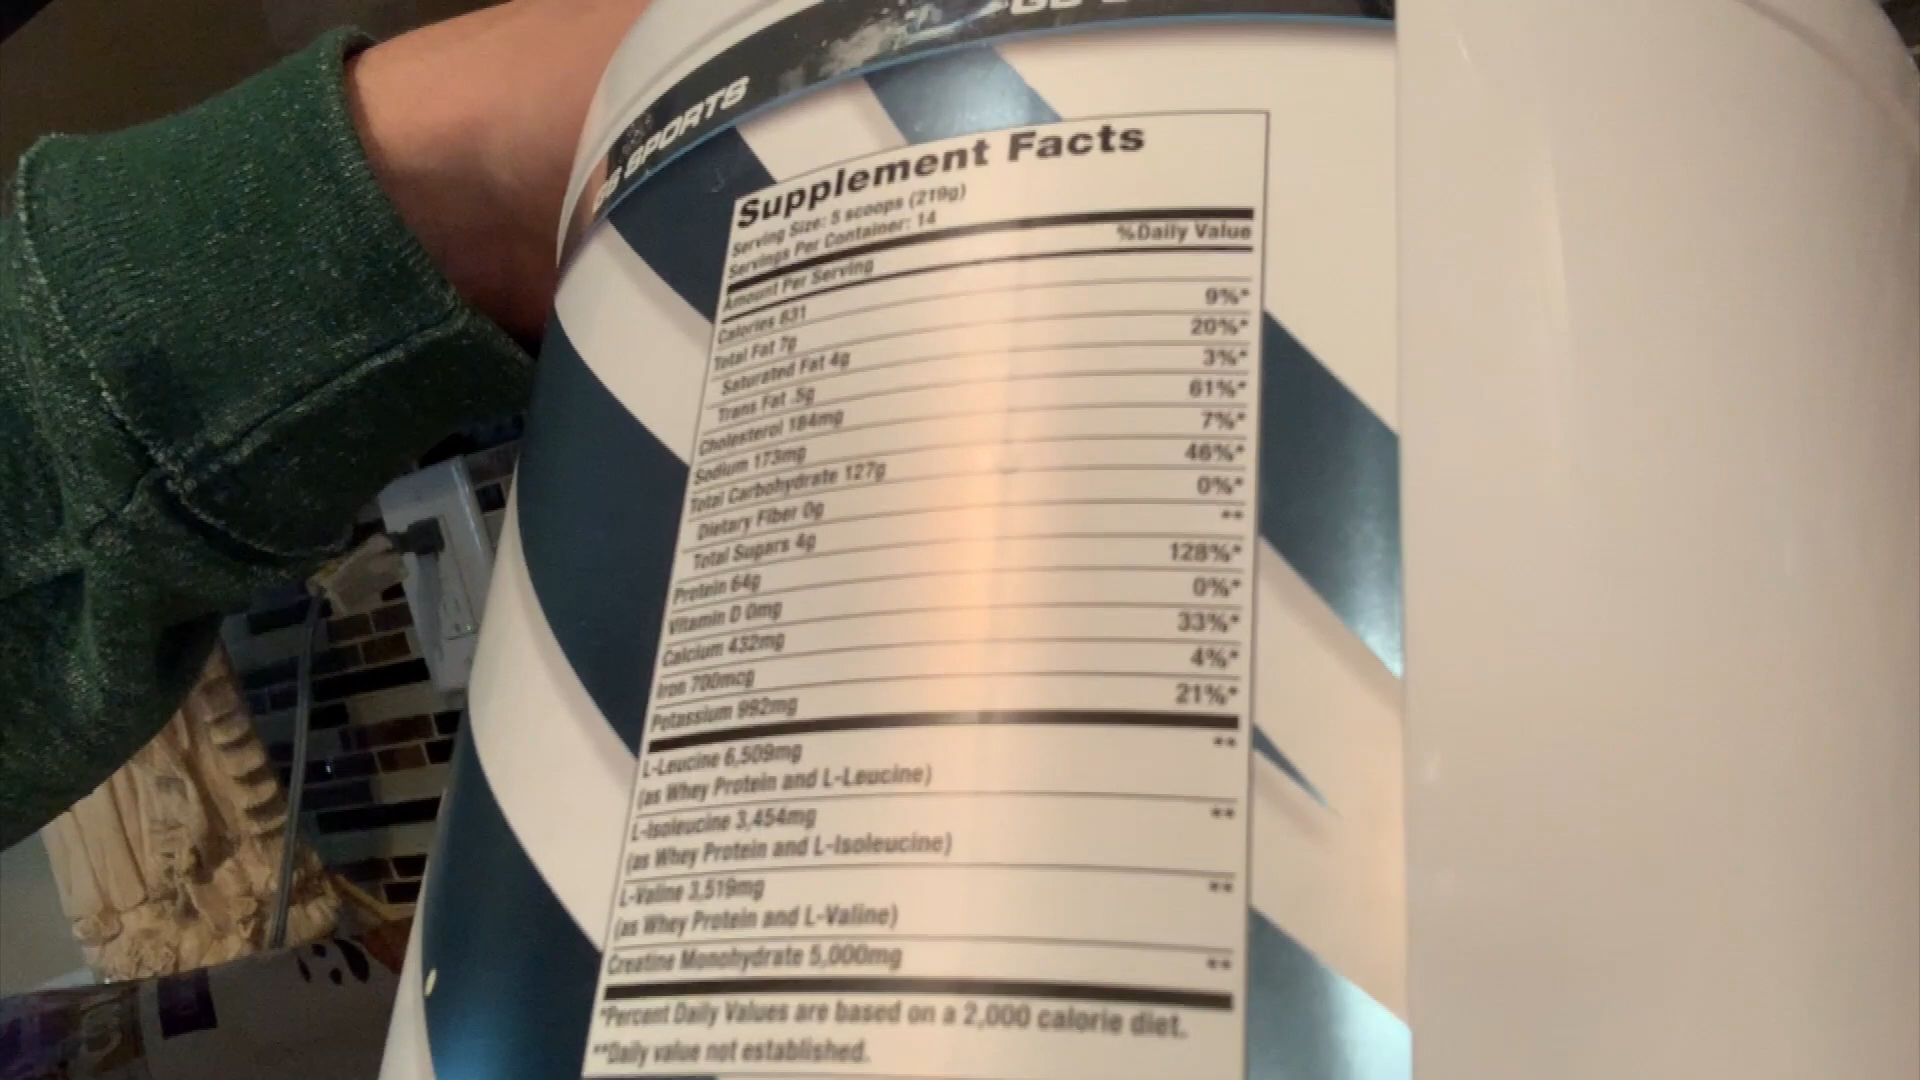 GS SPORTS
Supplement Facts
Serving Size: 5 scoops (219g)
Servings Per Container: 14
%Daily Value
Amount Per Serving
Calories 831
Total Fat 7g 9%*
Saturated Fat 4g 20%*
Trans Fat .5g 3%*
Cholesterol 184mg 61%*
Sodium 173mg 7%*
Total Carbohydrate 127g 46%*
Dietary Fiber 0g 0%*
Total Sugars 4g **
Protein 64g 128%*
Vitamin D 0mg 0%*
Calcium 432mg 33%*
Iron 700mcg 4%*
Potassium 992mg 21%*
L-Leucine 6,509mg **
(as Whey Protein and L-Leucine)
L-Isoleucine 3,454mg **
(as Whey Protein and L-Isoleucine)
L-Valine 3,519mg **
(as Whey Protein and L-Valine)
Creatine Monohydrate 5,000mg **
*Percent Daily Values are based on a 2,000 calorie diet.
**Daily value not established.